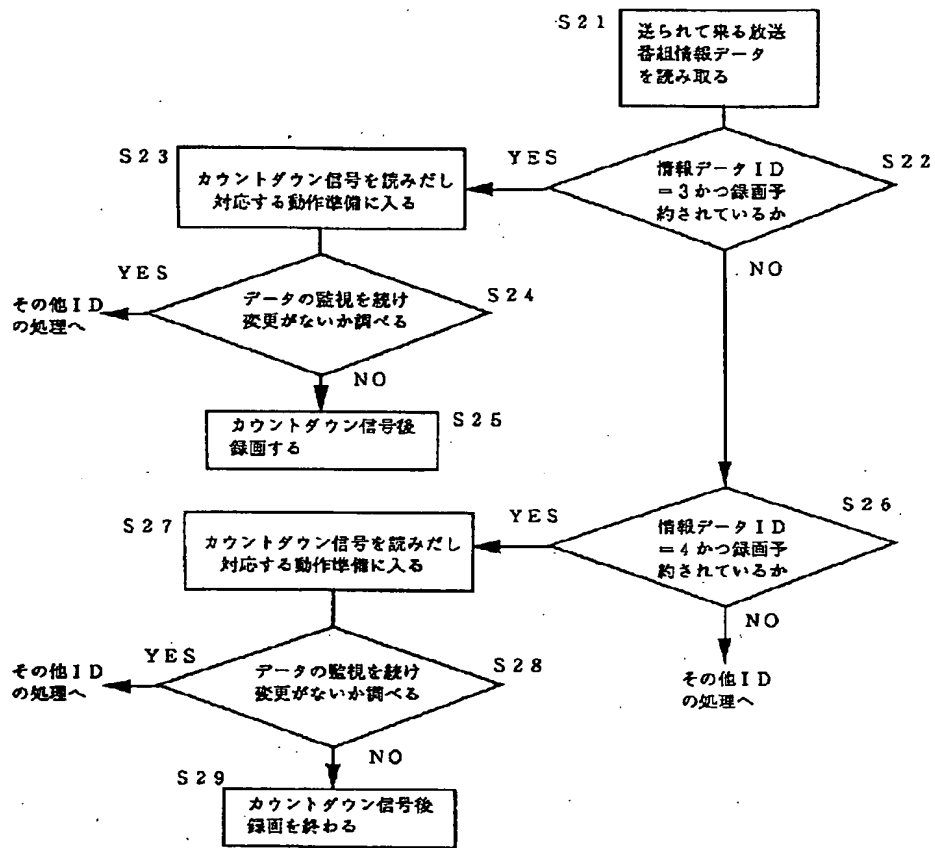 S21
送られて来る放送
番組情報データ
を読み取る
S22
情報データID
=3かつ録画予
約されているか
YES
NO
S23
カウントダウン信号を読みだし
対応する動作準備に入る
S24
データの監視を続け
変更がないか調べる
YES
その他ID
の処理へ
NO
S25
カウントダウン信号後
録画する
S26
情報データID
=4かつ録画予
約されているか
YES
NO
その他ID
の処理へ
S27
カウントダウン信号を読みだし
対応する動作準備に入る
S28
データの監視を続け
変更がないか調べる
YES
その他ID
の処理へ
NO
S29
カウントダウン信号後
録画を終わる